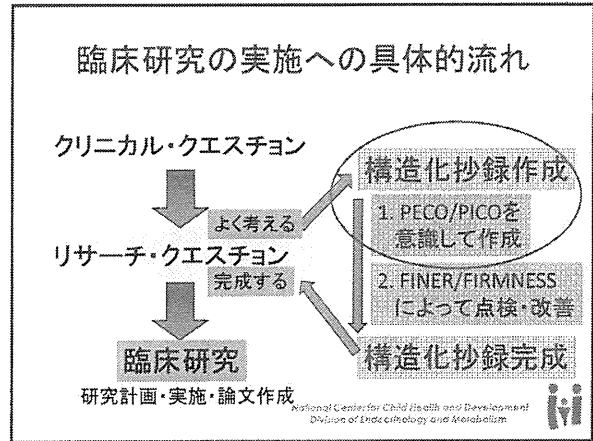 臨床研究の実施への具体的流れ
クリニカル・クエスチョン
よく考える
リサーチ・クエスチョン
完成する
臨床研究
研究計画・実施・論文作成
構造化抄録作成
1. PECO/PICOを
意識して作成
2. FINER/FIRMNESS
によって点検・改善
構造化抄録完成
National Center for Child Health and Development
Division of Endocrinology and Metabolism